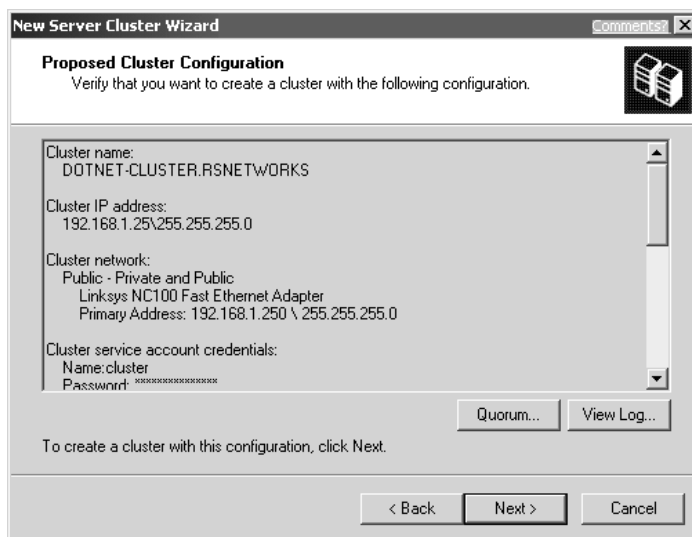 New Server Cluster Wizard
Comments?
Proposed Cluster Configuration
Verify that you want to create a cluster with the following configuration.
Cluster name:
DOTNET-CLUSTER.RSNETWORKS
Cluster IP address:
192.168.1.25\255.255.255.0
Cluster network:
Public - Private and Public
Linksys NC100 Fast Ethernet Adapter
Primary Address: 192.168.1.250 \ 255.255.255.0
Cluster service account credentials:
Name:cluster
Password: ***************
Quorum... View Log...
To create a cluster with this configuration, click Next.
< Back Next > Cancel